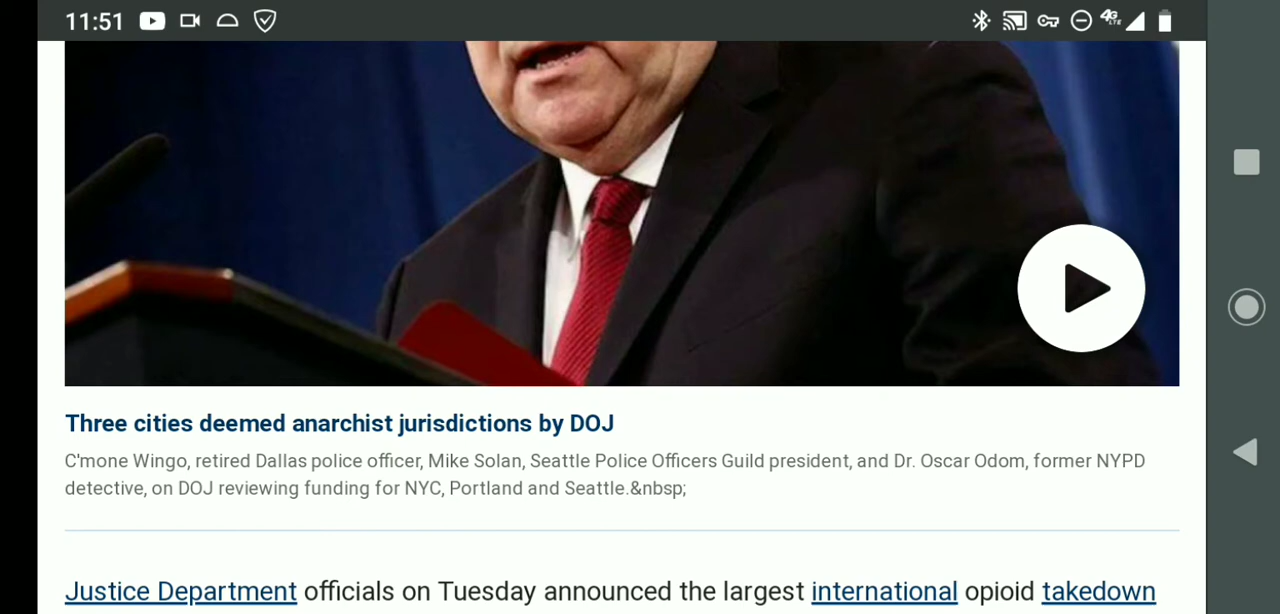 11:51
4G
LTE
Three cities deemed anarchist jurisdictions by DOJ
C'mone Wingo, retired Dallas police officer, Mike Solan, Seattle Police Officers Guild president, and Dr. Oscar Odom, former NYPD
detective, on DOJ reviewing funding for NYC, Portland and Seattle.&nbsp;
Justice Department officials on Tuesday announced the largest international opioid takedown